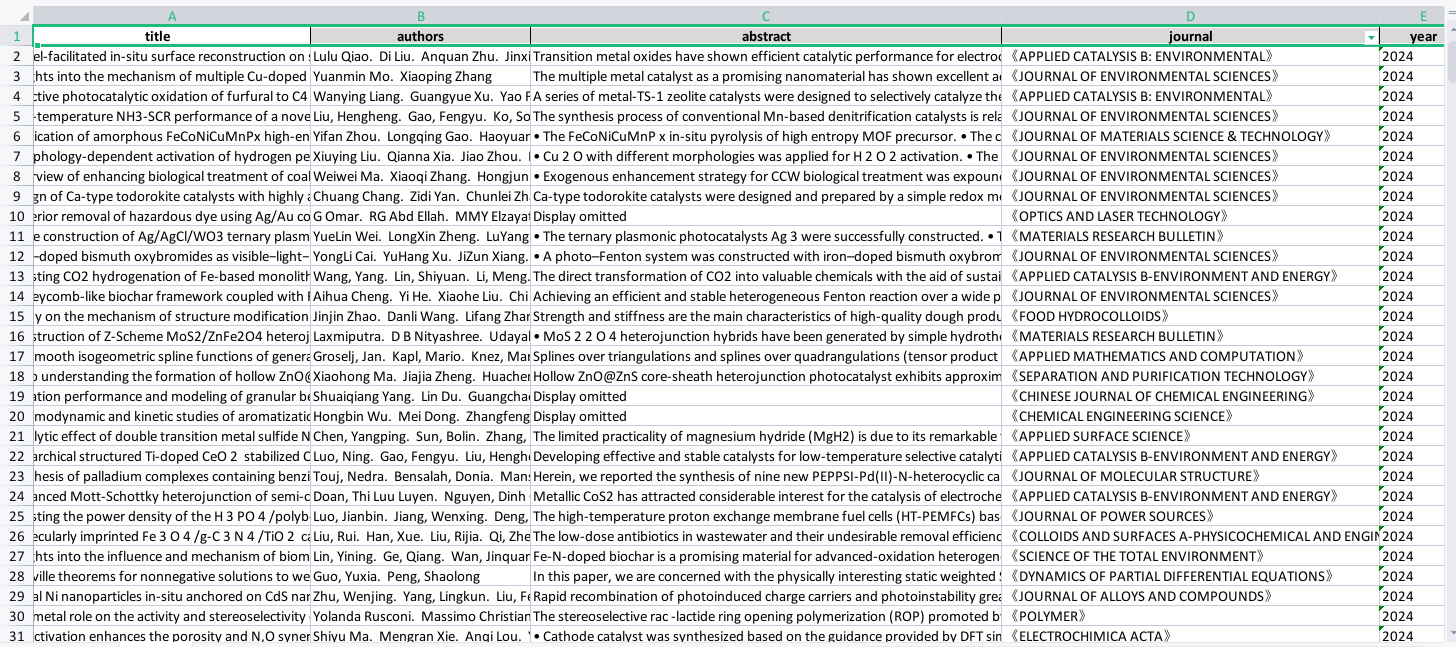 A B C D E
1 title authors abstract journal year
2 el-facilitated in-situ surface reconstruction on Lulu Qiao. Di Liu. Anquan Zhu. Jinxi Transition metal oxides have shown efficient catalytic performance for electro 《APPLIED CATALYSIS B: ENVIRONMENTAL》 2024
3 hts into the mechanism of multiple Cu-doped Yuanmin Mo. Xiaoping Zhang The multiple metal catalyst as a promising nanomaterial has shown excellent a 《JOURNAL OF ENVIRONMENTAL SCIENCES》 2024
4 ctive photocatalytic oxidation of furfural to C4 Wanying Liang. Guangyue Xu. Yao F A series of metal-TS-1 zeolite catalysts were designed to selectively catalyze the 《APPLIED CATALYSIS B: ENVIRONMENTAL》 2024
5 -temperature NH3-SCR performance of a nove Liu, Hengheng. Gao, Fengyu. Ko, So The synthesis process of conventional Mn-based denitrification catalysts is rela 《JOURNAL OF ENVIRONMENTAL SCIENCES》 2024
6 ication of amorphous FeCoNiCuMnPx high-en Yifan Zhou. Longqing Gao. Haoyuan • The FeCoNiCuMnP x in-situ pyrolysis of high entropy MOF precursor. • The c 《JOURNAL OF MATERIALS SCIENCE & TECHNOLOGY》 2024
7 phology-dependent activation of hydrogen pe Xiuying Liu. Qianna Xia. Jiao Zhou. • Cu 2 O with different morphologies was applied for H 2 O 2 activation. • The 《JOURNAL OF ENVIRONMENTAL SCIENCES》 2024
8 view of enhancing biological treatment of coal Weiwei Ma. Xiaoqi Zhang. Hongjun • Exogenous enhancement strategy for CCW biological treatment was expoun 《JOURNAL OF ENVIRONMENTAL SCIENCES》 2024
9 gn of Ca-type todorokite catalysts with highly Chuang Chang. Zidi Yan. Chunlei Zh Ca-type todorokite catalysts were designed and prepared by a simple redox m 《JOURNAL OF ENVIRONMENTAL SCIENCES》 2024
10 erior removal of hazardous dye using Ag/Au co G Omar. RG Abd Ellah. MMY Elzayat Display omitted 《OPTICS AND LASER TECHNOLOGY》 2024
11 e construction of Ag/AgCl/WO3 ternary plasm YueLin Wei. LongXin Zheng. LuYang • The ternary plasmonic photocatalysts Ag 3 were successfully constructed. • T 《MATERIALS RESEARCH BULLETIN》 2024
12 –doped bismuth oxybromides as visible–light– YongLi Cai. YuHang Xu. JiZun Xiang. • A photo–Fenton system was constructed with iron–doped bismuth oxybrom 《JOURNAL OF ENVIRONMENTAL SCIENCES》 2024
13 sting CO2 hydrogenation of Fe-based monolith Wang, Yang. Lin, Shiyuan. Li, Meng. The direct transformation of CO2 into valuable chemicals with the aid of sustai 《APPLIED CATALYSIS B-ENVIRONMENT AND ENERGY》 2024
14 eycomb-like biochar framework coupled with Aihua Cheng. Yi He. Xiaohe Liu. Chi Achieving an efficient and stable heterogeneous Fenton reaction over a wide p 《JOURNAL OF ENVIRONMENTAL SCIENCES》 2024
15 y on the mechanism of structure modification Jinjin Zhao. Danli Wang. Lifang Zhan Strength and stiffness are the main characteristics of high-quality dough produ 《FOOD HYDROCOLLOIDS》 2024
16 struction of Z-Scheme MoS2/ZnFe2O4 heteroj Laxmiputra. D B Nityashree. Udayal • MoS 2 2 O 4 heterojunction hybrids have been generated by simple hydroth 《MATERIALS RESEARCH BULLETIN》 2024
17 mooth isogeometric spline functions of genera Groselj, Jan. Kapl, Mario. Knez, Mar Splines over triangulations and splines over quadrangulations (tensor product 《APPLIED MATHEMATICS AND COMPUTATION》 2024
18 o understanding the formation of hollow ZnO@ Xiaohong Ma. Jiajia Zheng. Huachen Hollow ZnO@ZnS core-sheath heterojunction photocatalyst exhibits approxim 《SEPARATION AND PURIFICATION TECHNOLOGY》 2024
19 ation performance and modeling of granular be Shuaiqiang Yang. Lin Du. Guangcha Display omitted 《CHINESE JOURNAL OF CHEMICAL ENGINEERING》 2024
20 modynamic and kinetic studies of aromatizatic Hongbin Wu. Mei Dong. Zhangfeng Display omitted 《CHEMICAL ENGINEERING SCIENCE》 2024
21 lytic effect of double transition metal sulfide N Chen, Yangping. Sun, Bolin. Zhang, The limited practicality of magnesium hydride (MgH2) is due to its remarkable 《APPLIED SURFACE SCIENCE》 2024
22 archical structured Ti-doped CeO 2 stabilized C Luo, Ning. Gao, Fengyu. Liu, Hengh Developing effective and stable catalysts for low-temperature selective catalyti 《APPLIED CATALYSIS B-ENVIRONMENT AND ENERGY》 2024
23 hesis of palladium complexes containing benzi Touj, Nedra. Bensalah, Donia. Mans Herein, we reported the synthesis of nine new PEPPSI-Pd(II)-N-heterocyclic ca 《JOURNAL OF MOLECULAR STRUCTURE》 2024
24 anced Mott-Schottky heterojunction of semi-c Doan, Thi Luu Luyen. Nguyen, Dinh Metallic CoS2 has attracted considerable interest for the catalysis of electroche 《APPLIED CATALYSIS B-ENVIRONMENT AND ENERGY》 2024
25 sting the power density of the H 3 PO 4 /polyb Luo, Jianbin. Jiang, Wenxing. Deng, The high-temperature proton exchange membrane fuel cells (HT-PEMFCs) bas 《JOURNAL OF POWER SOURCES》 2024
26 ecularly imprinted Fe 3 O 4 /g-C 3 N 4 /TiO 2 ca Liu, Rui. Han, Xue. Liu, Rijia. Qi, Zhe The low-dose antibiotics in wastewater and their undesirable removal efficienc 《COLLOIDS AND SURFACES A-PHYSICOCHEMICAL AND ENGIN 2024
27 hts into the influence and mechanism of biom Lin, Yining. Ge, Qiang. Wan, Jinquan Fe-N-doped biochar is a promising material for advanced-oxidation heterogen 《SCIENCE OF THE TOTAL ENVIRONMENT》 2024
28 ville theorems for nonnegative solutions to we Guo, Yuxia. Peng, Shaolong In this paper, we are concerned with the physically interesting static weighted 《DYNAMICS OF PARTIAL DIFFERENTIAL EQUATIONS》 2024
29 al Ni nanoparticles in-situ anchored on CdS nan Zhu, Wenjing. Yang, Lingkun. Liu, Fe Rapid recombination of photoinduced charge carriers and photoinstability grea 《JOURNAL OF ALLOYS AND COMPOUNDS》 2024
30 metal role on the activity and stereoselectivity Yolanda Rusconi. Massimo Christian The stereoselective rac -lactide ring opening polymerization (ROP) promoted b 《POLYMER》 2024
31 ctivation enhances the porosity and N,O syner Shiyu Ma. Mengran Xie. Anqi Lou. • Cathode catalyst was synthesized based on the guidance provided by DFT sim 《ELECTROCHIMICA ACTA》 2024